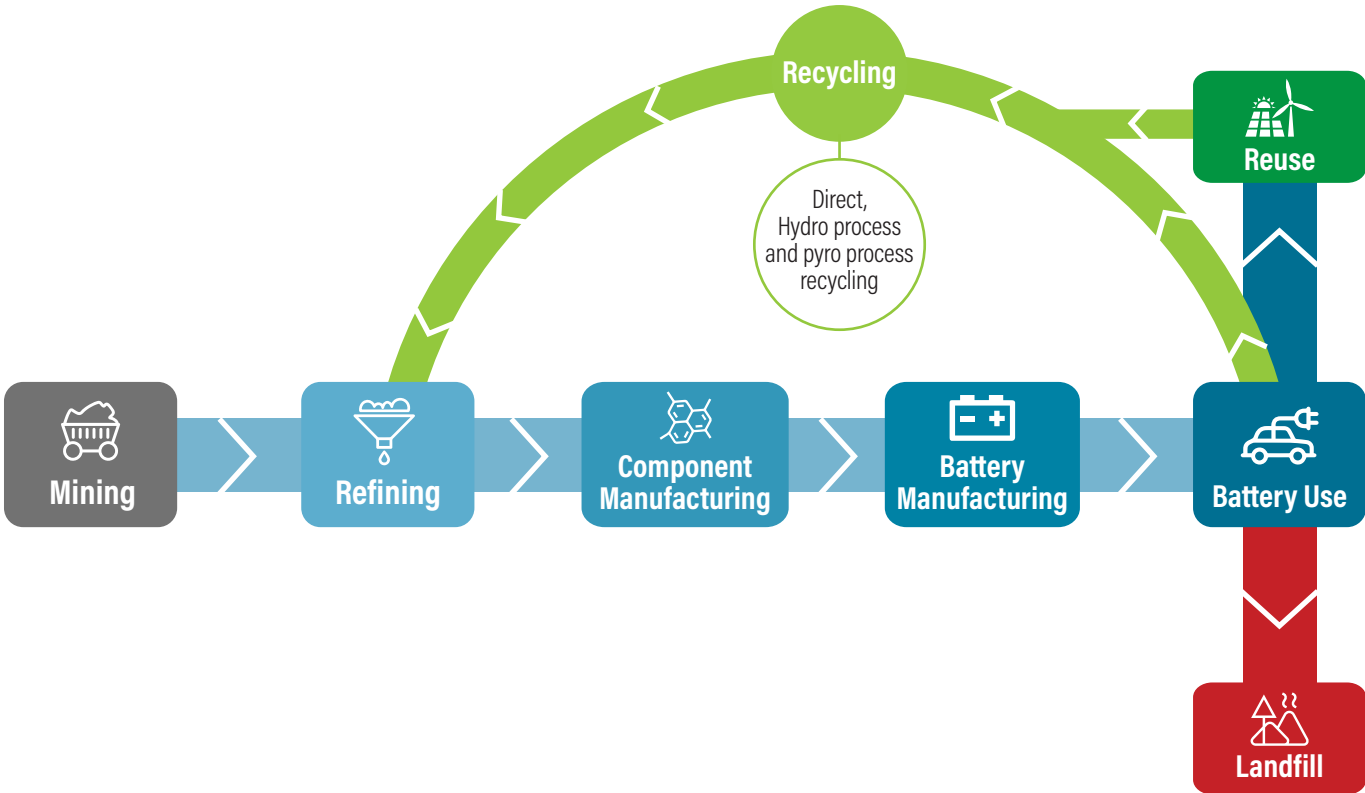 Recycling
Reuse
Direct,
Hydro process
and pyro process
recycling
Mining
Refining
Component
Manufacturing
Battery
Manufacturing
Battery Use
Landfill